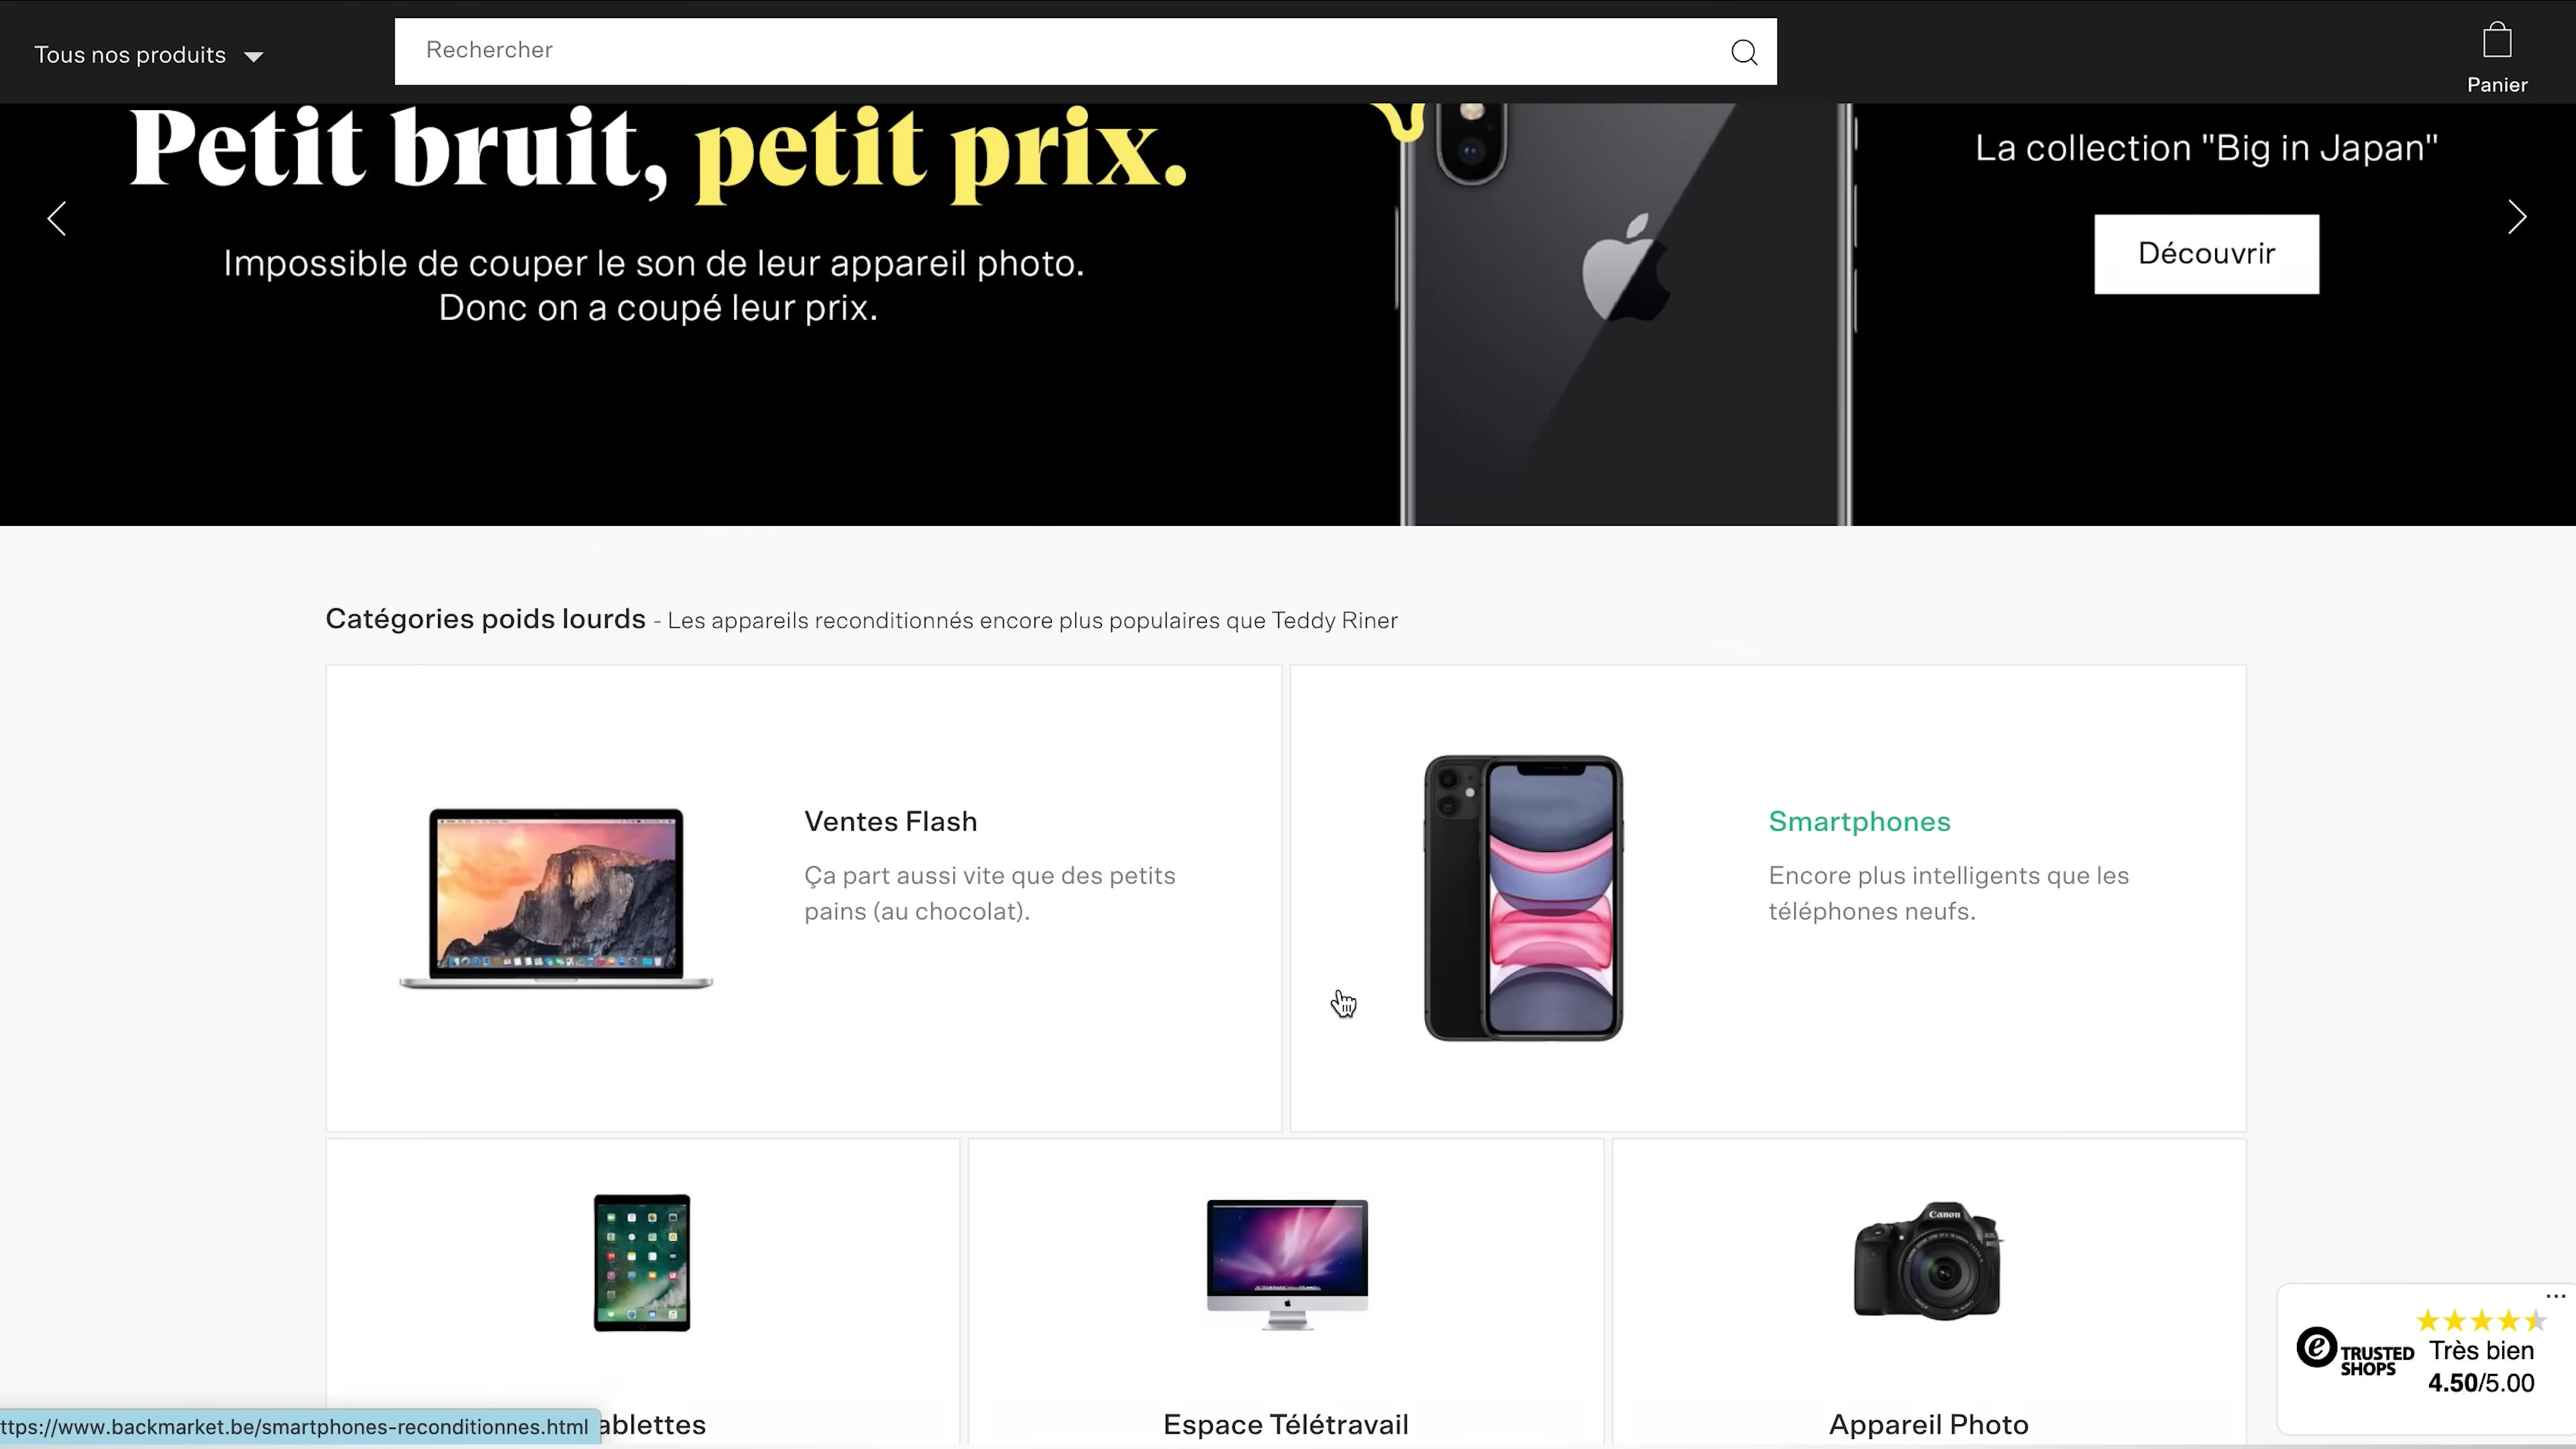 Tous nos produits
Rechercher
Panier
Petit bruit, petit prix.
Impossible de couper le son de leur appareil photo.
Donc on a coupé leur prix.
La collection "Big in Japan"
Découvrir
Catégories poids lourds - Les appareils reconditionnés encore plus populaires que Teddy Riner
Ventes Flash
Ça part aussi vite que des petits
pains (au chocolat).
Smartphones
Encore plus intelligents que les
téléphones neufs.
Canon
ablettes
Espace Télétravail
Appareil Photo
e TRUSTED
SHOPS
Très bien
4.50/5.00
ttps://www.backmarket.be/smartphones-reconditionnes.html